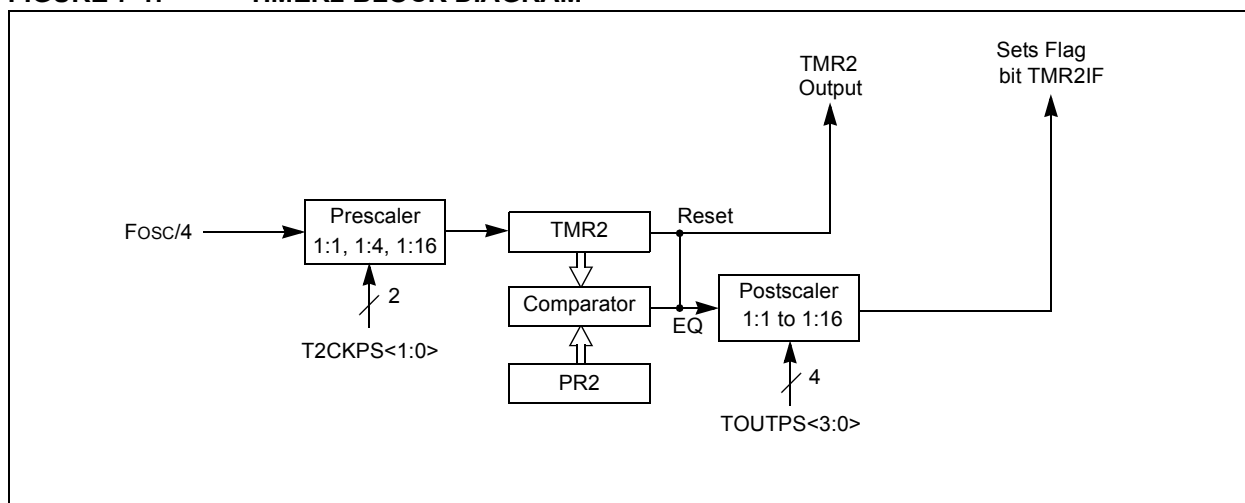 TMR2
Output
Sets Flag
bit TMR2IF
Fosc/4
Prescaler
1:1, 1:4, 1:16
2
T2CKPS<1:0>
TMR2
Reset
Comparator
EQ
PR2
Postscaler
1:1 to 1:16
4
TOUTPS<3:0>